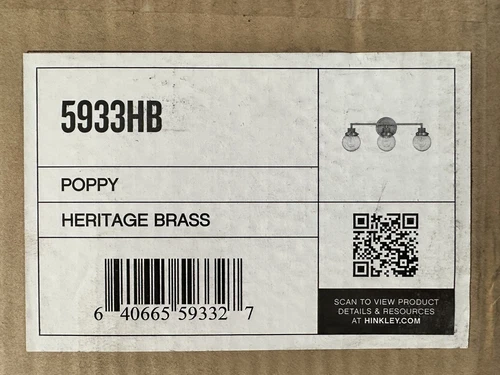 5933HB
POPPY
HERITAGE BRASS
6 40665 59332 7
SCAN TO VIEW PRODUCT
DETAILS & RESOURCES
AT HINKLEY.COM